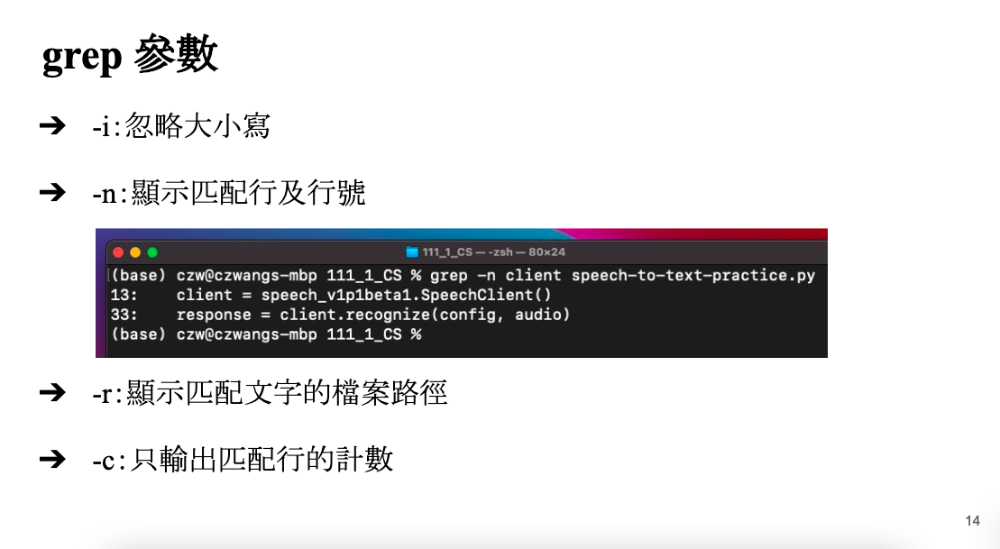 grep 參數
➔ -i:忽略大小寫
➔ -n:顯示匹配行及行號
111_1_CS — -zsh — 80×24
(base) czw@czwangs-mbp 111_1_CS % grep -n client speech-to-text-practice.py
13:    client = speech_v1p1beta1.SpeechClient()
33:    response = client.recognize(config, audio)
(base) czw@czwangs-mbp 111_1_CS %
➔ -r:顯示匹配文字的檔案路徑
➔ -c:只輸出匹配行的計數
14